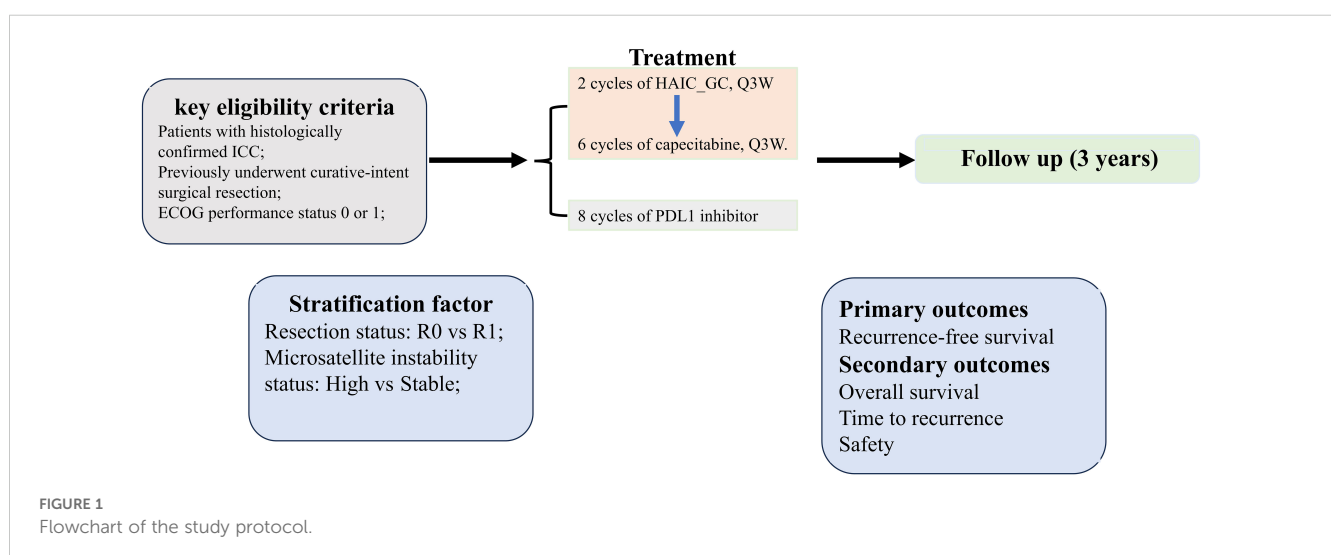 key eligibility criteria
Patients with histologically
confirmed ICC;
Previously underwent curative-intent
surgical resection;
ECOG performance status 0 or 1;
Treatment
2 cycles of HAIC_GC, Q3W
6 cycles of capecitabine, Q3W.
8 cycles of PDL1 inhibitor
Follow up (3 years)
Stratification factor
Resection status: R0 vs R1;
Microsatellite instability
status: High vs Stable;
Primary outcomes
Recurrence-free survival
Secondary outcomes
Overall survival
Time to recurrence
Safety
FIGURE 1
Flowchart of the study protocol.